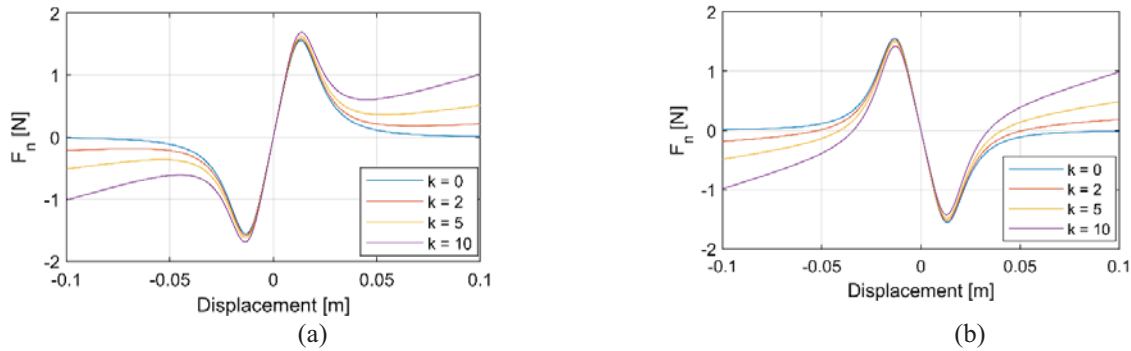 2
1
0
-1
-2
F_n [N]
-0.1 -0.05 0 0.05 0.1
Displacement [m]
k = 0
k = 2
k = 5
k = 10
(a)
2
1
0
-1
-2
F_n [N]
-0.1 -0.05 0 0.05 0.1
Displacement [m]
k = 0
k = 2
k = 5
k = 10
(b)